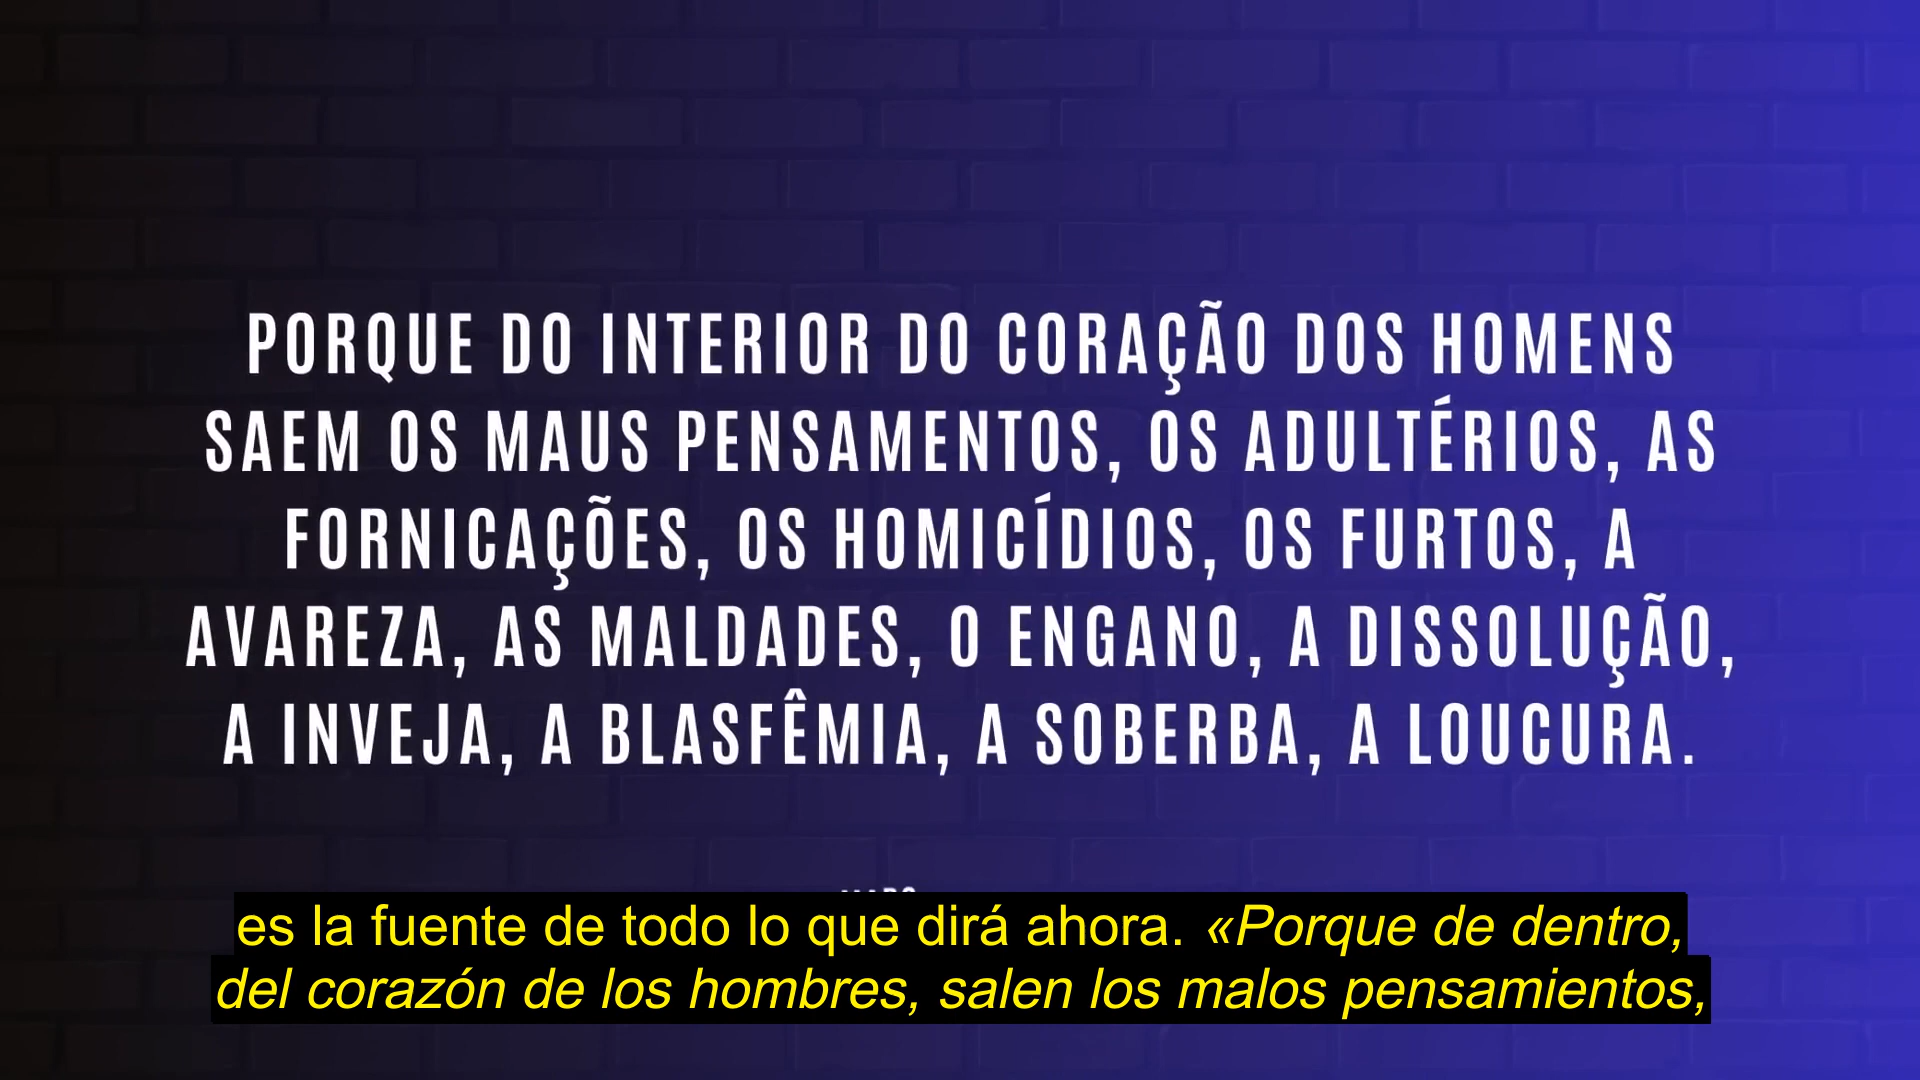 PORQUE DO INTERIOR DO CORAÇÃO DOS HOMENS
SAEM OS MAUS PENSAMENTOS, OS ADULTÉRIOS, AS
FORNICAÇÕES, OS HOMICÍDIOS, OS FURTOS, A
AVAREZA, AS MALDADES, O ENGANO, A DISSOLUÇÃO,
A INVEJA, A BLASFÊMIA, A SOBERBA, A LOUCURA.
es la fuente de todo lo que dirá ahora. «Porque de dentro,
del corazón de los hombres, salen los malos pensamientos,